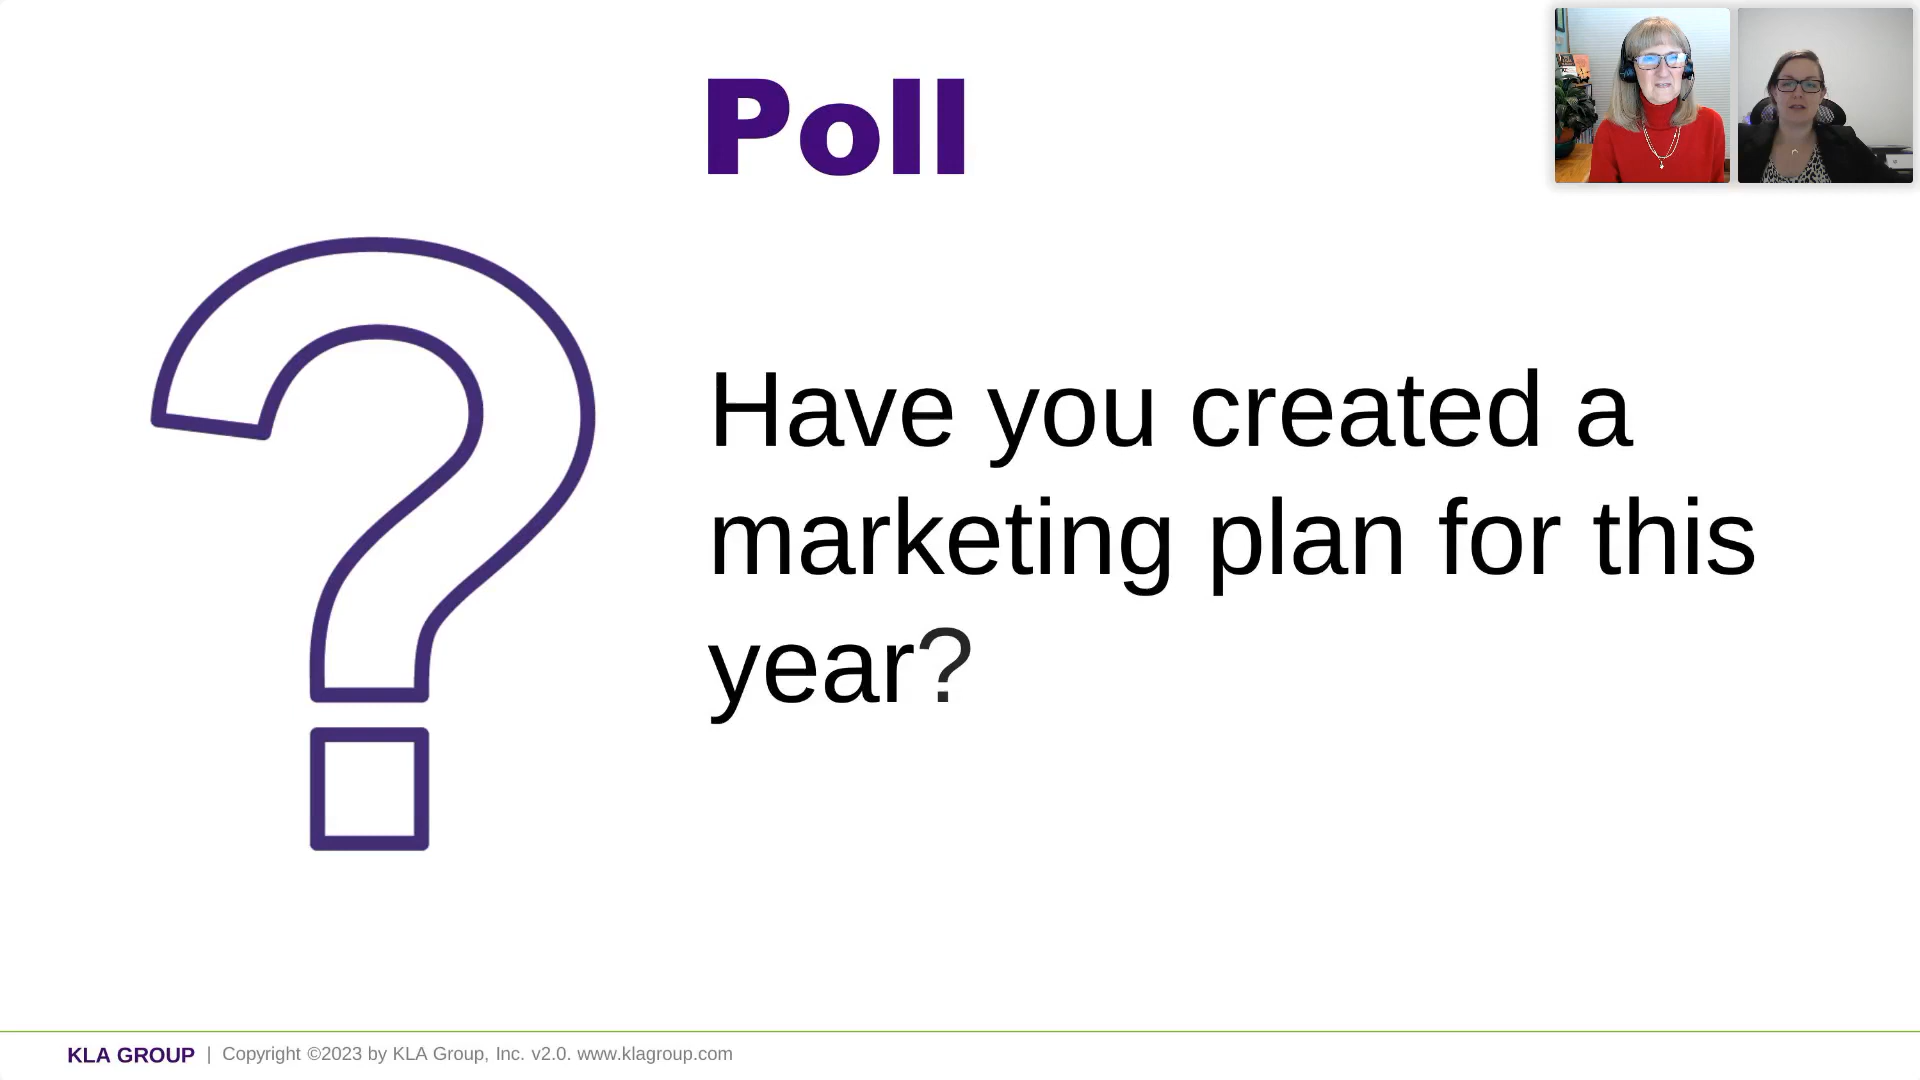 Poll
Have you created a
marketing plan for this
year?
KLA GROUP | Copyright ©2023 by KLA Group, Inc. v2.0. www.klagroup.com